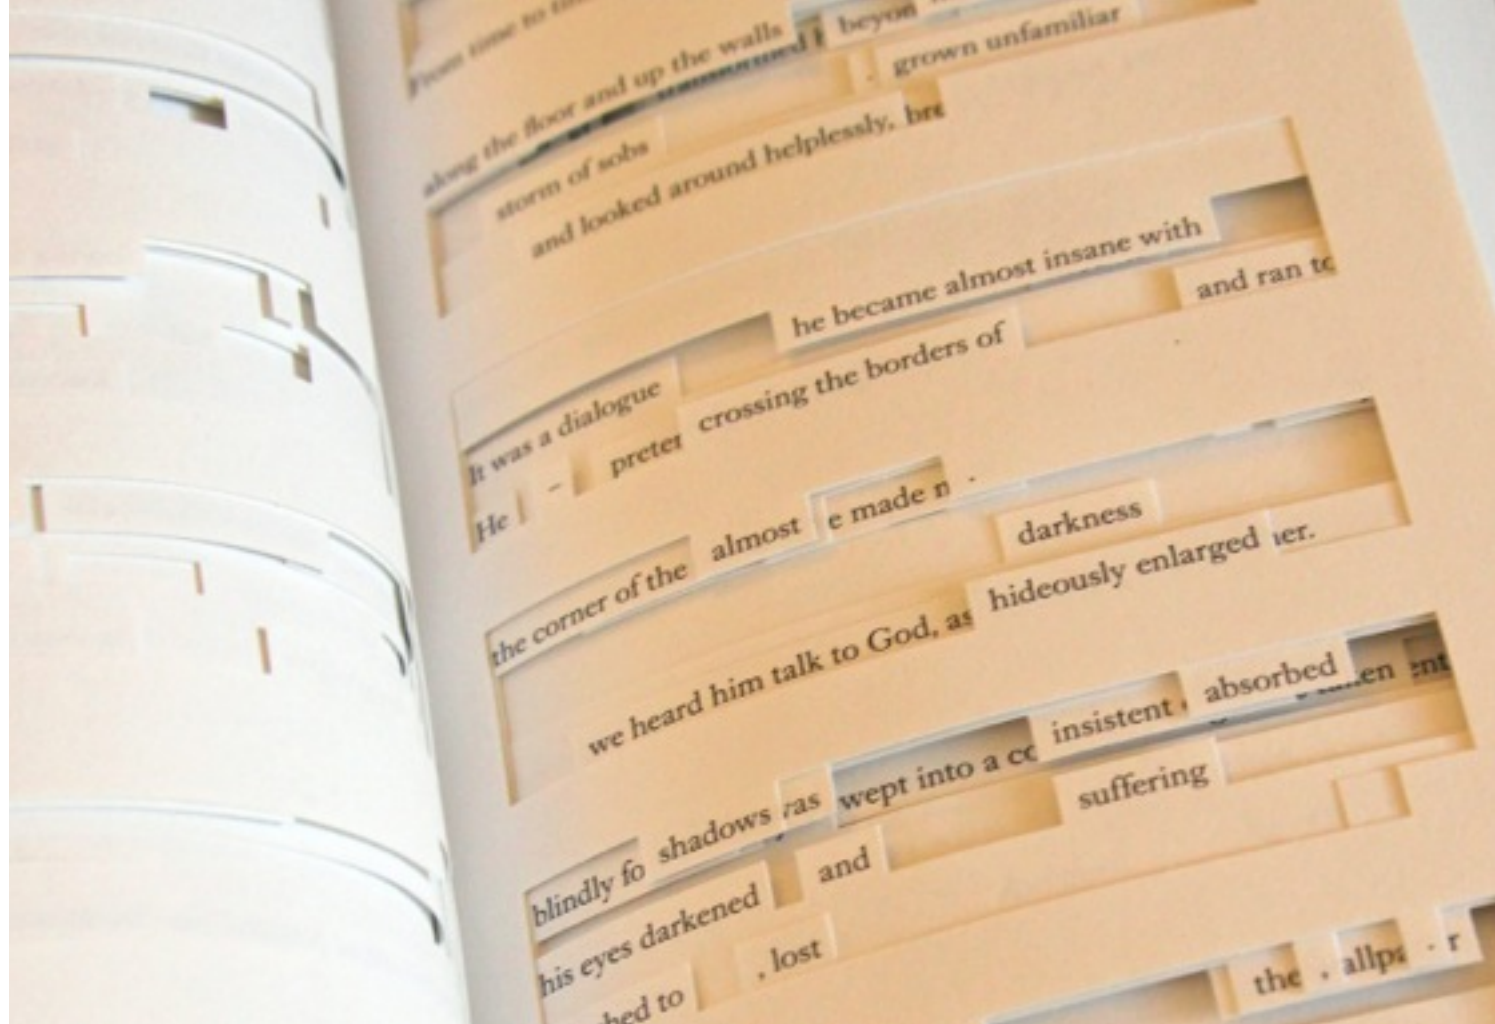 From time to
along the floor and up the walls beyon
. grown unfamiliar
storm of sobs
and looked around helplessly, bre
he became almost insane with
It was a dialogue and ran to
He – preter crossing the borders of
the corner of the almost e made n .
darkness
we heard him talk to God, as hideously enlarged er.
absorbed
blindly fo shadows as wept into a co insistent
his eyes darkened and suffering
hed to , lost
the , allpa . r